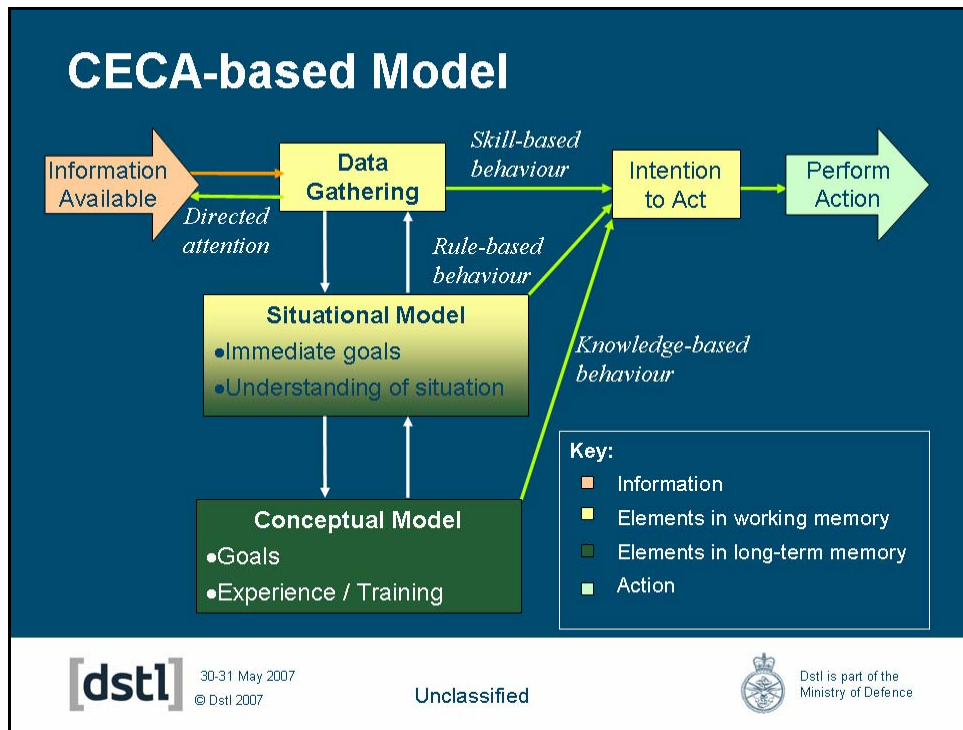 CECA-based Model
Information
Available
Directed
attention
Data
Gathering
Skill-based
behaviour
Intention
to Act
Perform
Action
Rule-based
behaviour
Situational Model
●Immediate goals
●Understanding of situation
Knowledge-based
behaviour
Conceptual Model
●Goals
●Experience / Training
Key:
Information
Elements in working memory
Elements in long-term memory
Action
[dstl]
30-31 May 2007
© Dstl 2007
Unclassified
Dstl is part of the
Ministry of Defence